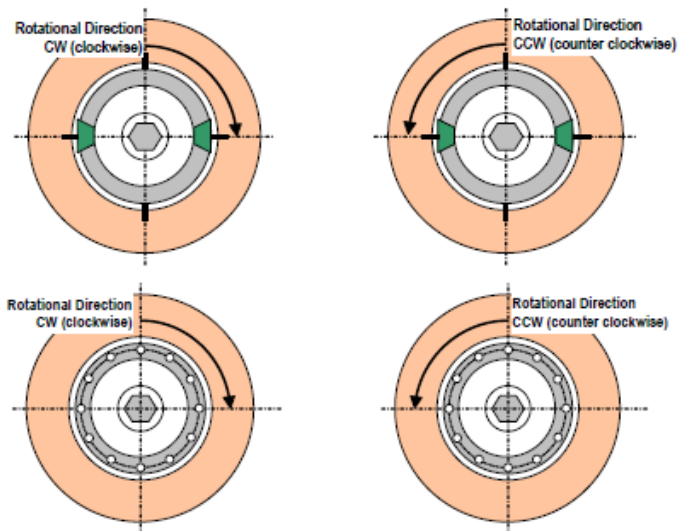 Rotational Direction
CW (clockwise)
Rotational Direction
CCW (counter clockwise)
Rotational Direction
CW (clockwise)
Rotational Direction
CCW (counter clockwise)